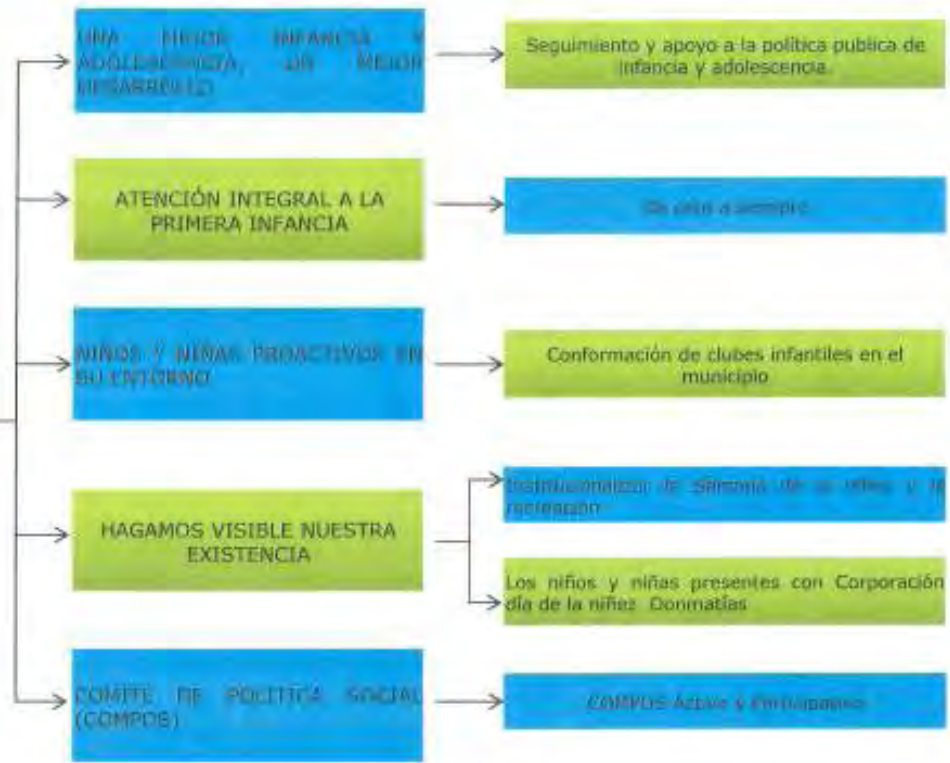 UNA MEJOR INFANCIA Y
ADOLESCENCIA, UN MEJOR
DESARROLLO
Seguimiento y apoyo a la política publica de
infancia y adolescencia.
ATENCIÓN INTEGRAL A LA
PRIMERA INFANCIA
De cero a siempre
NIÑOS Y NIÑAS PROACTIVOS EN
SU ENTORNO
Conformación de clubes infantiles en el
municipio
HAGAMOS VISIBLE NUESTRA
EXISTENCIA
Institucionalizar la Semana de la niñez y la
recreación
Los niños y niñas presentes con Corporación
día de la niñez Donmatías
COMITE DE POLITICA SOCIAL
(COMPOS)
COMPOS Activo y Participativo